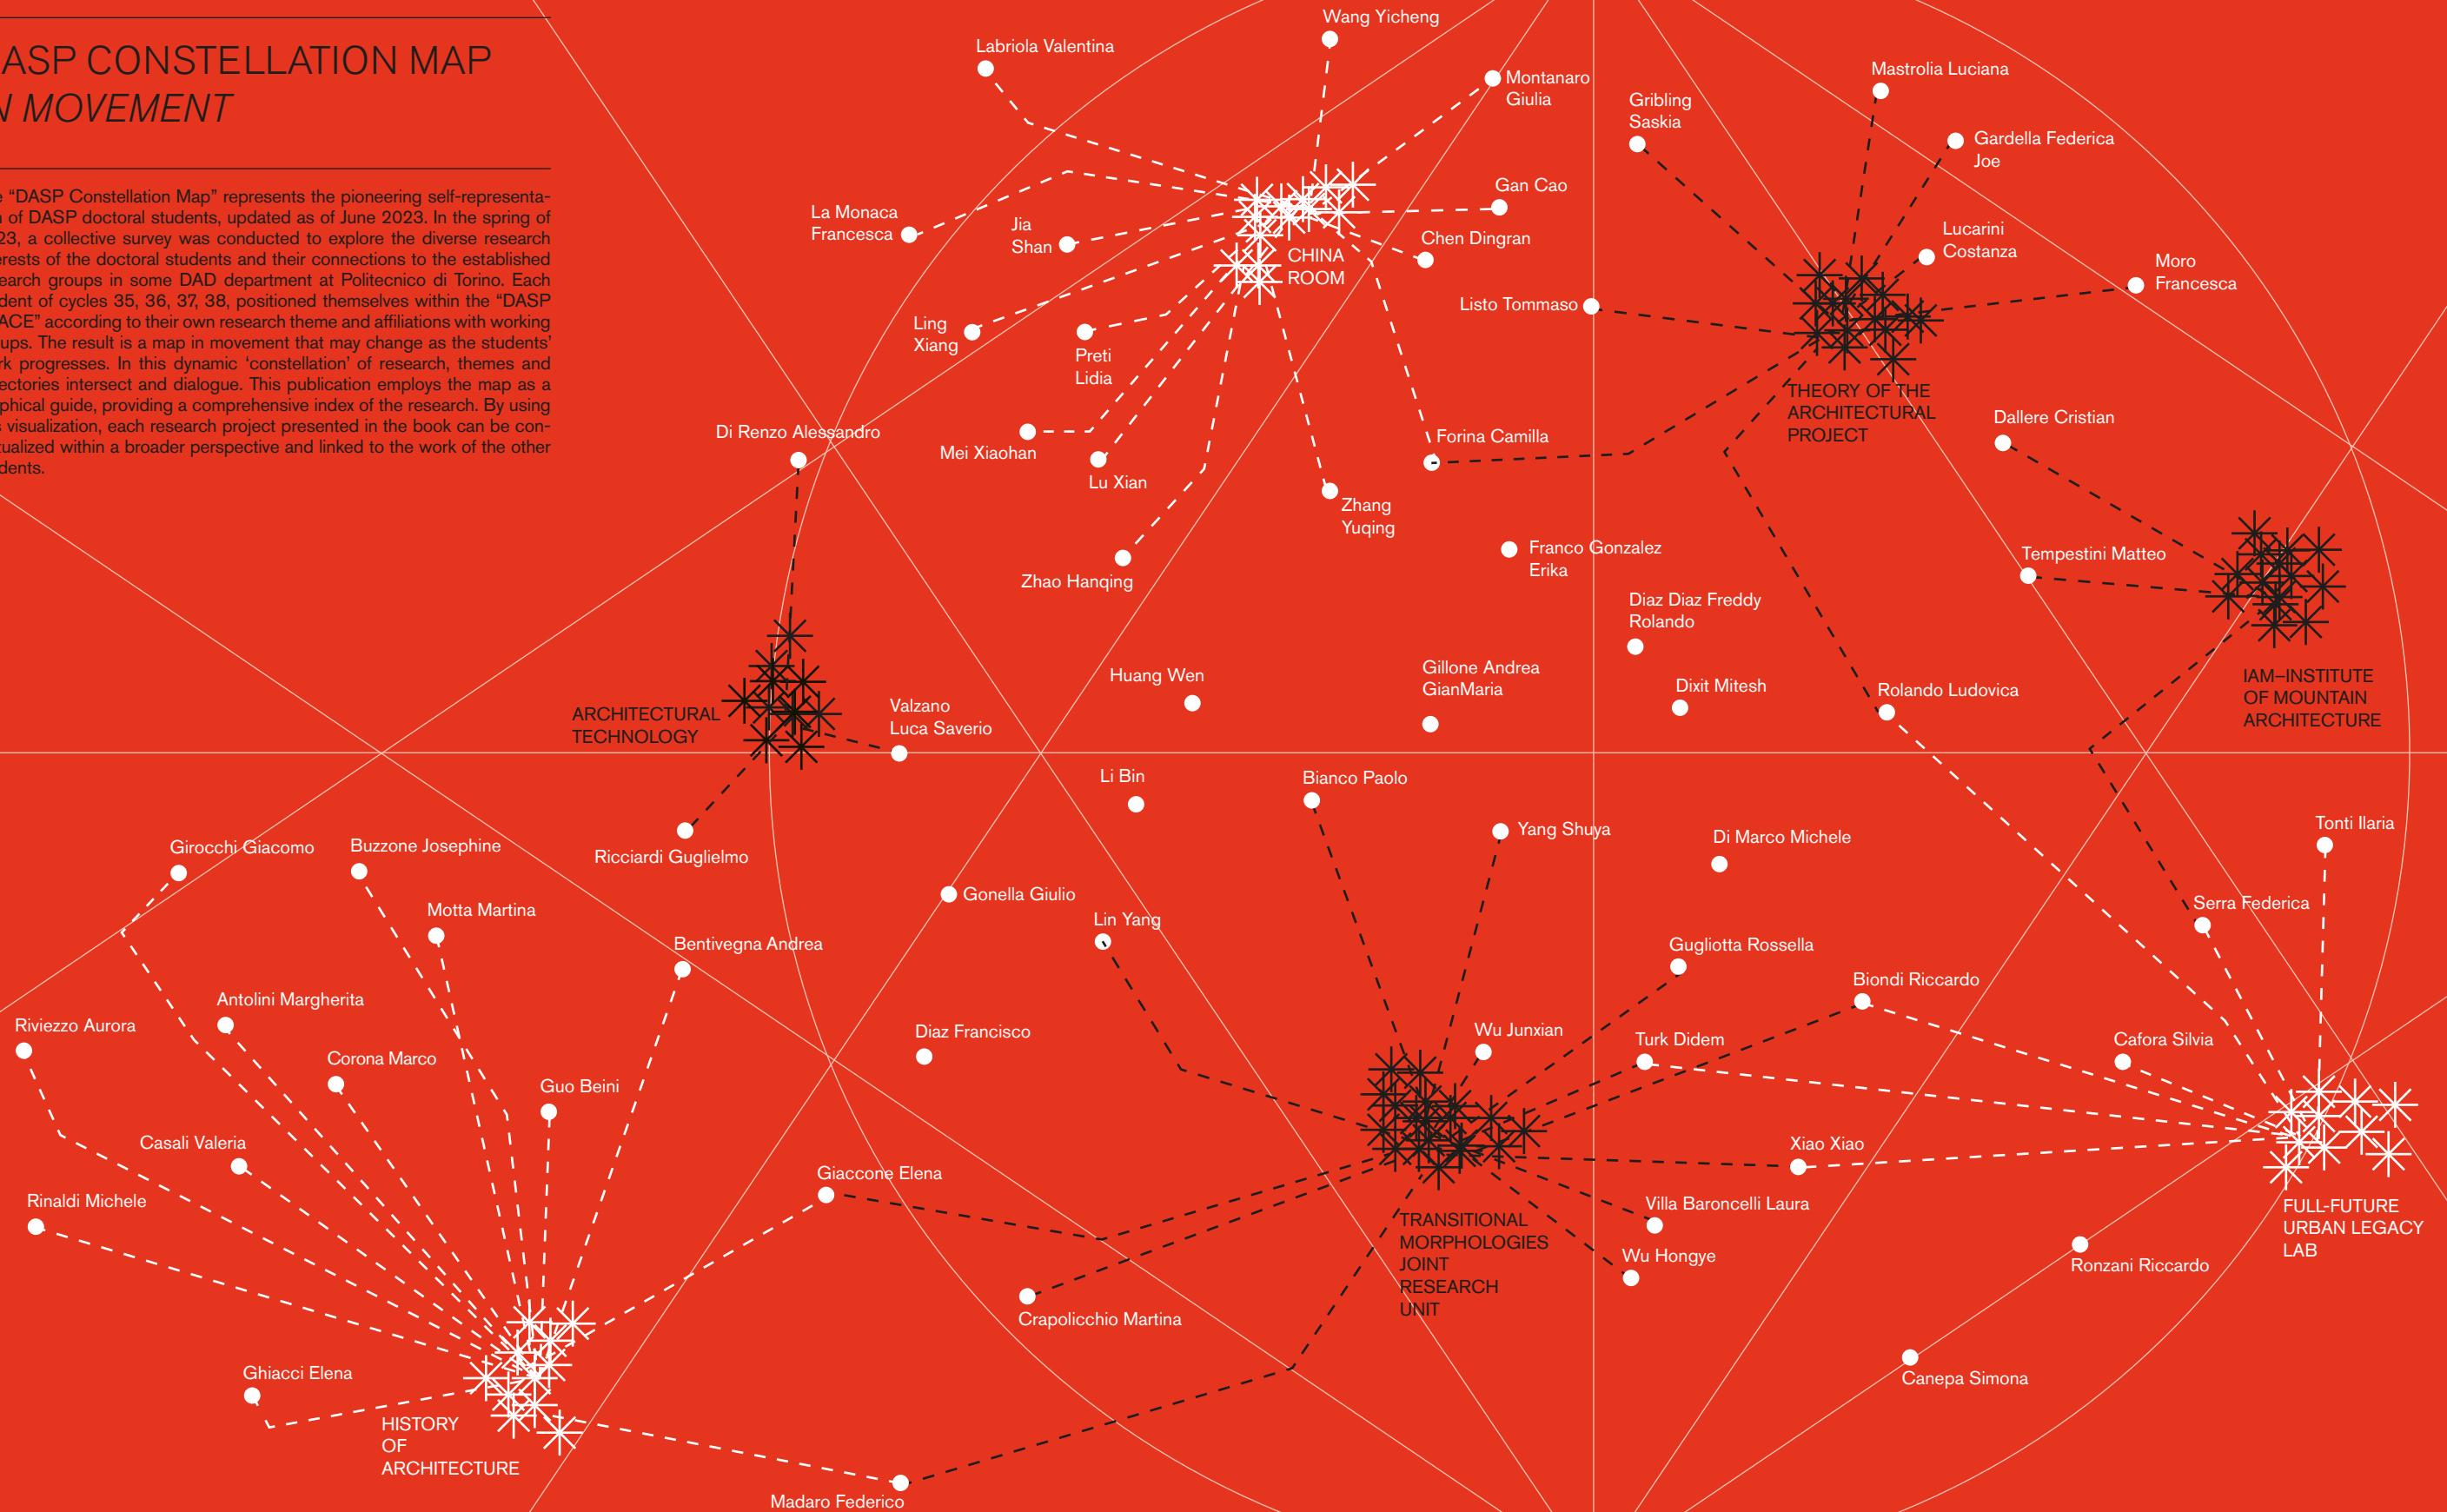 ASP CONSTELLATION MAP
N MOVEMENT
e “DASP Constellation Map” represents the pioneering self-representa-
n of DASP doctoral students, updated as of June 2023. In the spring of
23, a collective survey was conducted to explore the diverse research
erests of the doctoral students and their connections to the established
earch groups in some DAD department at Politecnico di Torino. Each
dent of cycles 35, 36, 37, 38, positioned themselves within the “DASP
ACE” according to their own research theme and affiliations with working
ups. The result is a map in movement that may change as the students’
rk progresses. In this dynamic ‘constellation’ of research, themes and
ectories intersect and dialogue. This publication employs the map as a
phical guide, providing a comprehensive index of the research. By using
s visualization, each research project presented in the book can be con-
tualized within a broader perspective and linked to the work of the other
dents.
Wang Yicheng
Labriola Valentina
Montanaro
Giulia
Mastrolia Luciana
Gribling
Saskia
Gardella Federica
Joe
Gan Cao
La Monaca
Francesca
Jia
Shan
Chen Dingran
Lucarini
Costanza
CHINA
ROOM
Moro
Francesca
Listo Tommaso
Ling
Xiang
Preti
Lidia
THEORY OF THE
ARCHITECTURAL
PROJECT
Dallere Cristian
Di Renzo Alessandro
Mei Xiaohan
Forina Camilla
Lu Xian
Zhang
Yuqing
Franco Gonzalez
Erika
Tempestini Matteo
Zhao Hanqing
Diaz Diaz Freddy
Rolando
Huang Wen
Gillone Andrea
GianMaria
Dixit Mitesh
Rolando Ludovica
IAM–INSTITUTE
OF MOUNTAIN
ARCHITECTURE
ARCHITECTURAL
TECHNOLOGY
Valzano
Luca Saverio
Li Bin
Bianco Paolo
Yang Shuya
Di Marco Michele
Tonti Ilaria
Girocchi Giacomo
Buzzone Josephine
Ricciardi Guglielmo
Gonella Giulio
Motta Martina
Lin Yang
Serra Federica
Bentivegna Andrea
Gugliotta Rossella
Biondi Riccardo
Antolini Margherita
Riviezzo Aurora
Diaz Francisco
Wu Junxian
Turk Didem
Cafora Silvia
Corona Marco
Guo Beini
Casali Valeria
Xiao Xiao
Giaccone Elena
Rinaldi Michele
Villa Baroncelli Laura
FULL-FUTURE
URBAN LEGACY
LAB
TRANSITIONAL
MORPHOLOGIES
JOINT
RESEARCH
UNIT
Wu Hongye
Ronzani Riccardo
Crapolicchio Martina
Ghiacci Elena
Canepa Simona
HISTORY
OF
ARCHITECTURE
Madaro Federico